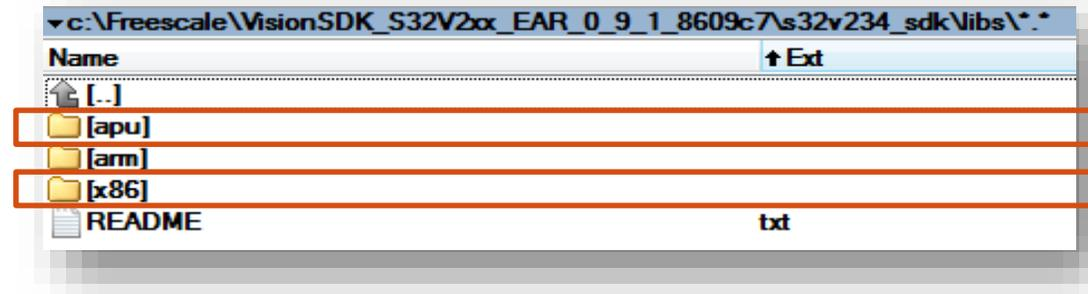 c:\Freescale\VisionSDK_S32V2xx_EAR_0_9_1_8609c7\s32v234_sdk\libs\*.*
Name Ext
[..]
[apu]
[arm]
[x86]
README txt